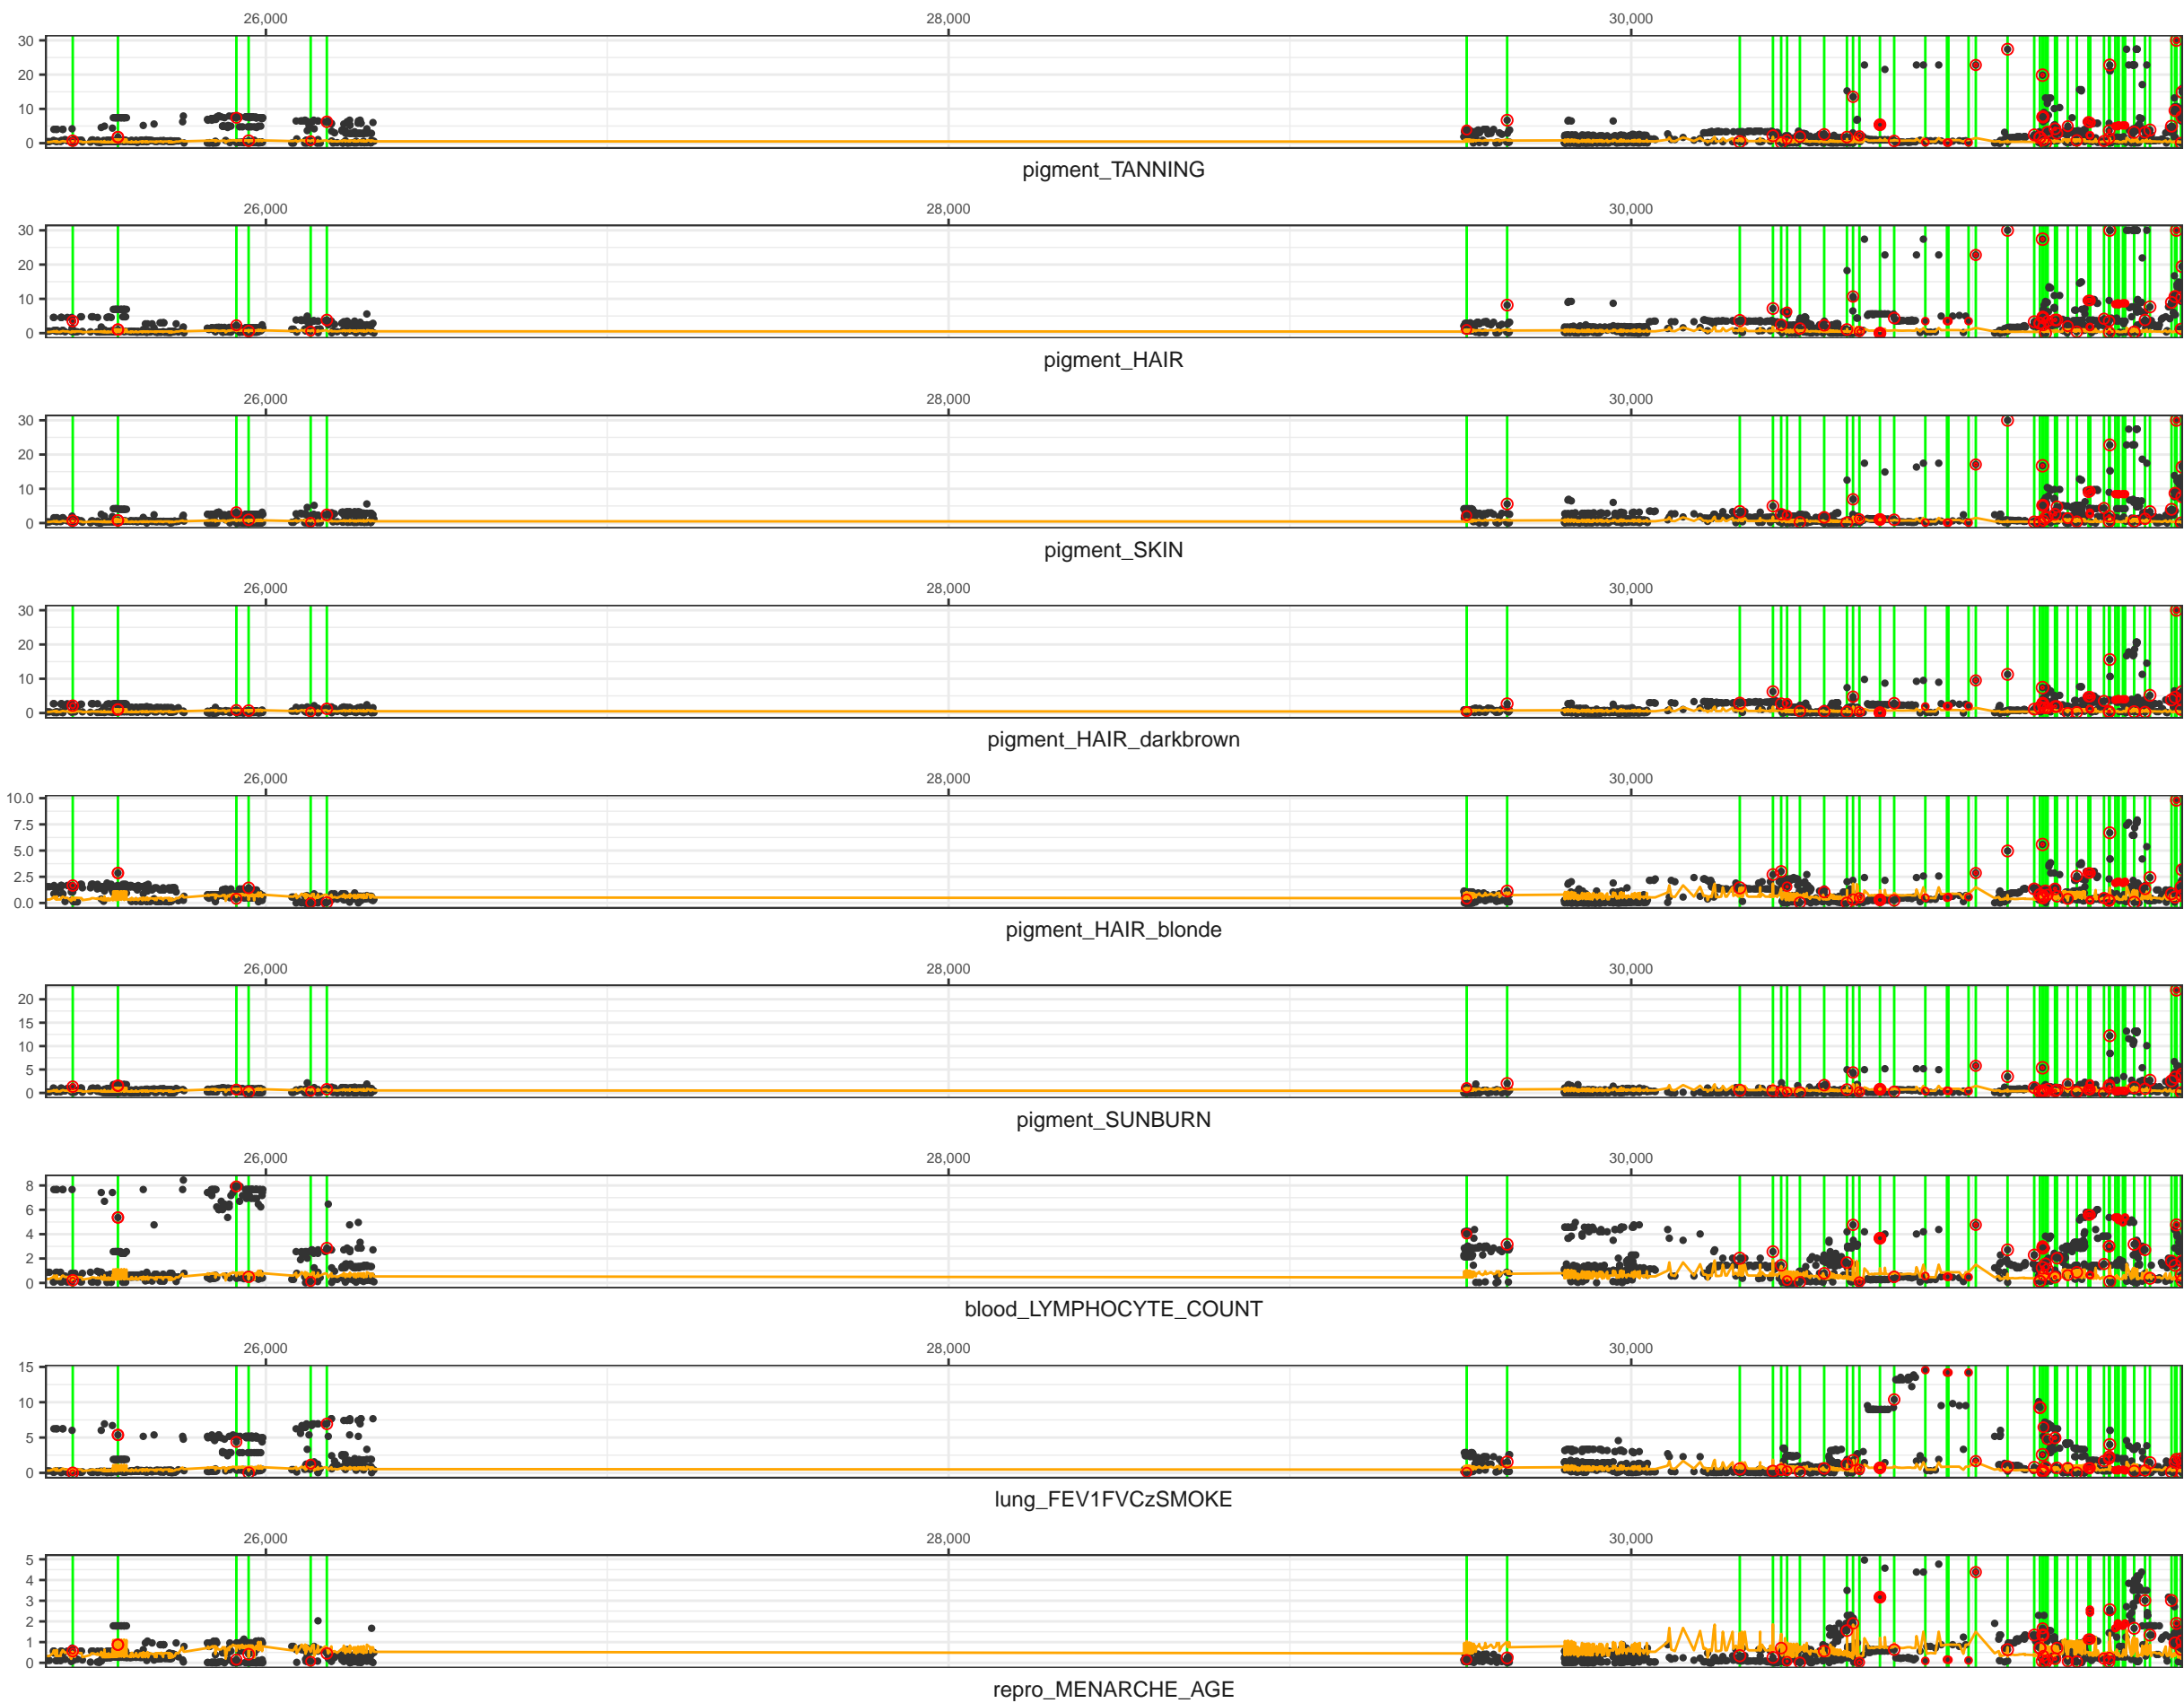 26,000 28,000 30,000
30
20
10
0
pigment_TANNING
26,000 28,000 30,000
30
20
10
0
pigment_HAIR
26,000 28,000 30,000
30
20
10
0
pigment_SKIN
26,000 28,000 30,000
30
20
10
0
pigment_HAIR_darkbrown
26,000 28,000 30,000
10.0
7.5
5.0
2.5
0.0
pigment_HAIR_blonde
26,000 28,000 30,000
20
15
10
5
0
pigment_SUNBURN
26,000 28,000 30,000
8
6
4
2
0
blood_LYMPHOCYTE_COUNT
26,000 28,000 30,000
15
10
5
0
lung_FEV1FVCzSMOKE
26,000 28,000 30,000
5
4
3
2
1
0
repro_MENARCHE_AGE